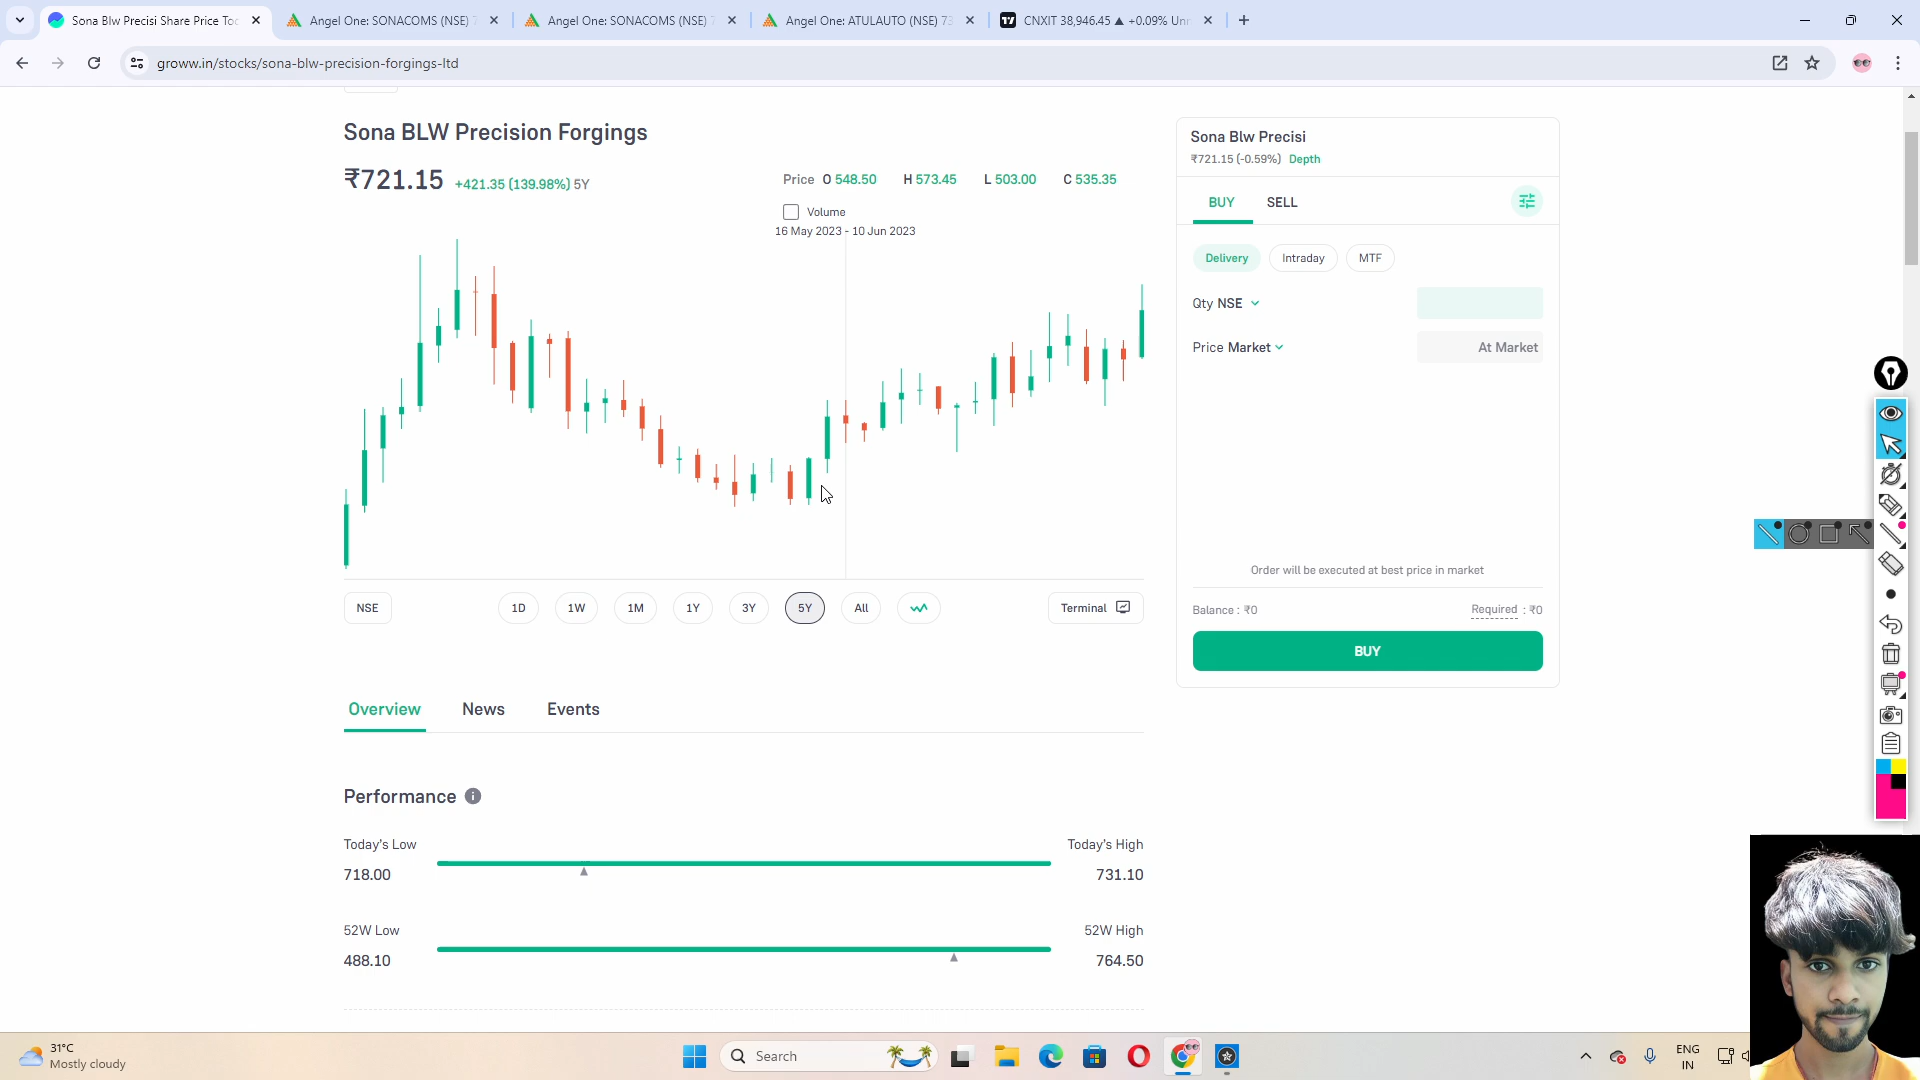 Sona Blw Precisi Share Price Toc
Angel One: SONACOMS (NSE) 7
Angel One: SONACOMS (NSE) 7
Angel One: ATULAUTO (NSE) 73
CNXIT 38,946.45 ▲ +0.09% Unn
groww.in/stocks/sona-blw-precision-forgings-ltd
Sona BLW Precision Forgings
₹721.15 +421.35 (139.98%) 5Y
Price O 548.50 H 573.45 L 503.00 C 535.35
Volume
16 May 2023 - 10 Jun 2023
NSE 1D 1W 1M 1Y 3Y 5Y All Terminal
Sona Blw Precisi
₹721.15 (-0.59%) Depth
BUY SELL
Delivery Intraday MTF
Qty NSE
Price Market At Market
Order will be executed at best price in market
Balance : ₹0 Required : ₹0
BUY
Overview News Events
Performance
Today's Low Today's High
718.00 731.10
52W Low 52W High
488.10 764.50
31°C
Mostly cloudy
Search
ENG
IN